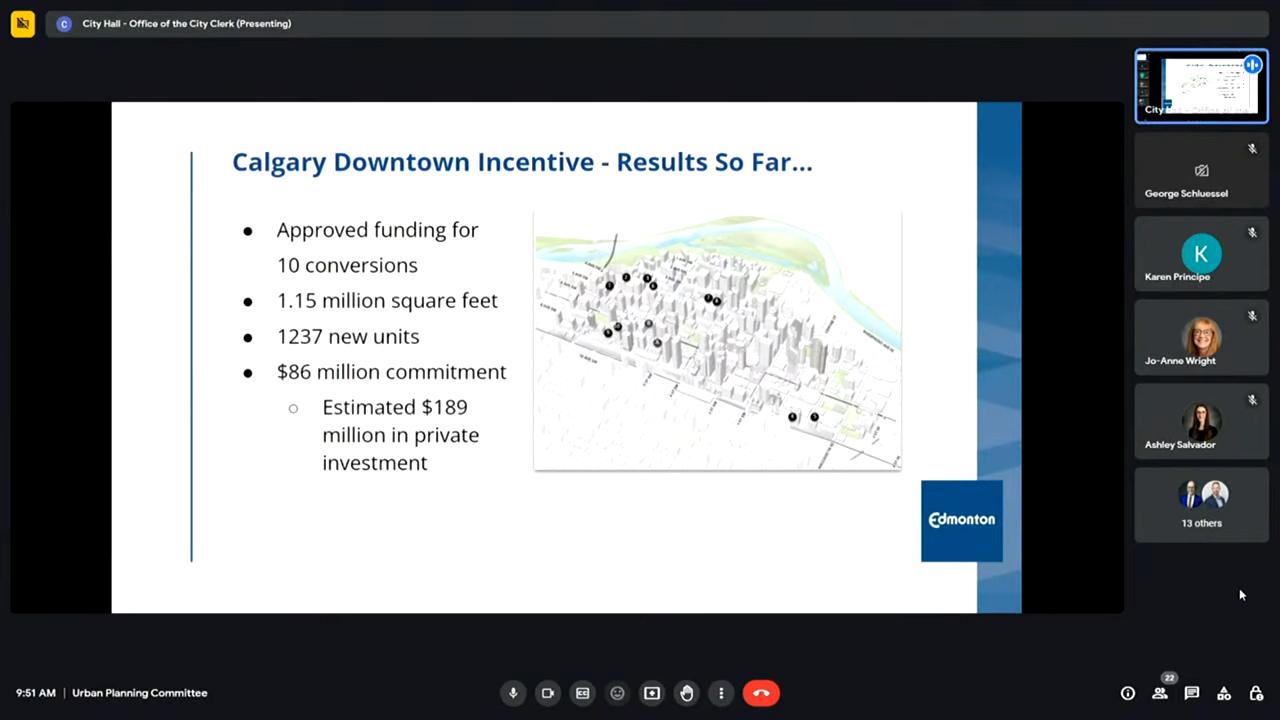 C
City Hall - Office of the City Clerk (Presenting)
Calgary Downtown Incentive - Results So Far...
● Approved funding for
10 conversions
● 1.15 million square feet
● 1237 new units
● $86 million commitment
○ Estimated $189
million in private
investment
Edmonton
George Schluessel
K
Karen Principe
Jo-Anne Wright
Ashley Salvador
13 others
9:51 AM | Urban Planning Committee
22